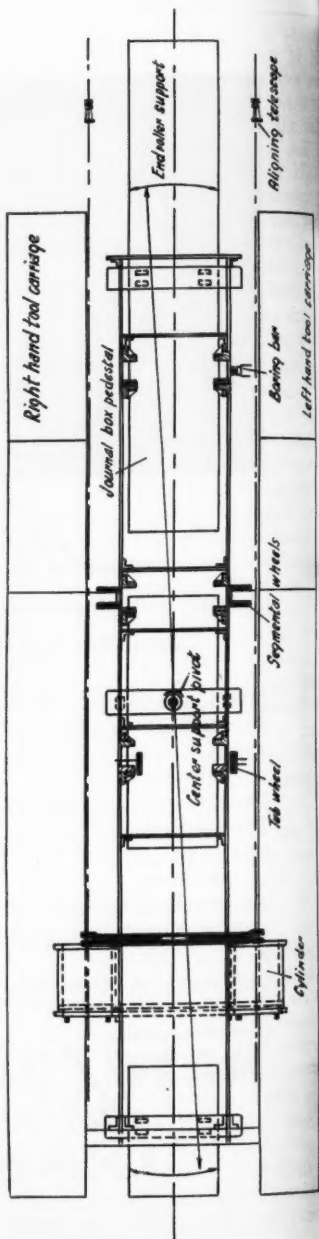 Right hand tool carriage
End roller support
Aligning telescope
Journal box pedestal
Boring bar
Left hand tool carriage
Segmental wheels
Center support pivot
Tub wheel
Cylinder